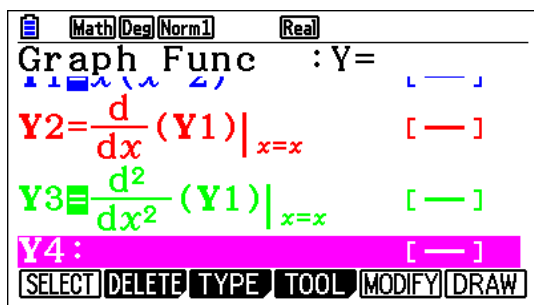 Math Deg Norm1 Real
Graph Func :Y=
Y2=d/dx(Y1)|x=x [—]
Y3=d²/dx²(Y1)|x=x [—]
Y4: [—]
SELECT DELETE TYPE TOOL MODIFY DRAW